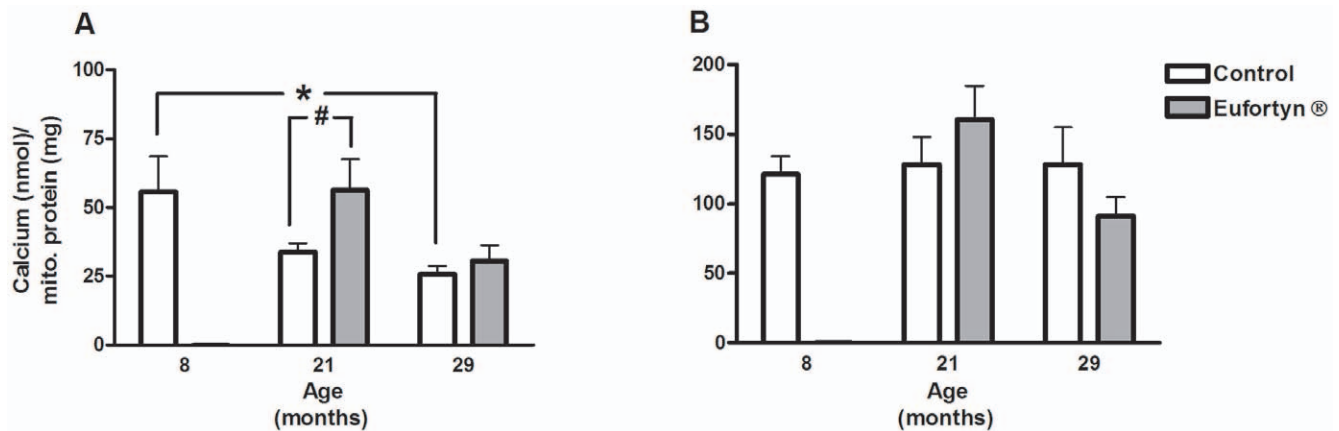 A
Calcium (nmol)/
mito. protein (mg)
100
75
50
25
0
*
#
8 21 29
Age
(months)
B
200
150
100
50
0
8 21 29
Age
(months)
Control
Eufortyn ®